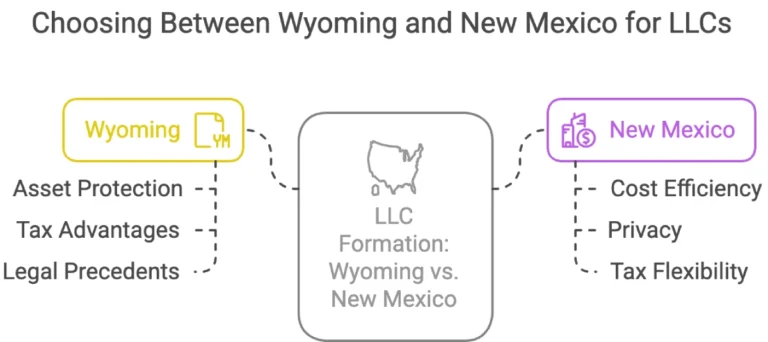 Choosing Between Wyoming and New Mexico for LLCs
Wyoming
YM
New Mexico
$
Asset Protection
Tax Advantages
Legal Precedents
LLC
Formation:
Wyoming vs.
New Mexico
Cost Efficiency
Privacy
Tax Flexibility